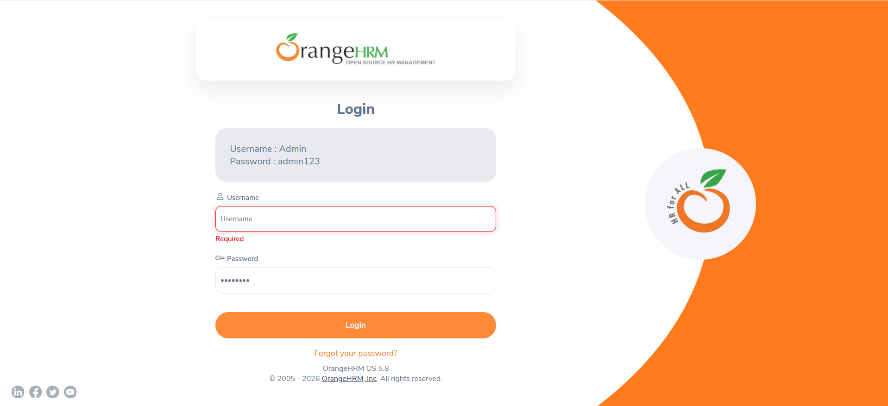 OrangeHRM
OPEN SOURCE HR MANAGEMENT
Login
Username : Admin
Password : admin123
Username
Username
Required
Password
••••••••
Login
Forgot your password?
OrangeHRM OS 5.8
© 2005 - 2026 OrangeHRM, Inc. All rights reserved.
HR for ALL